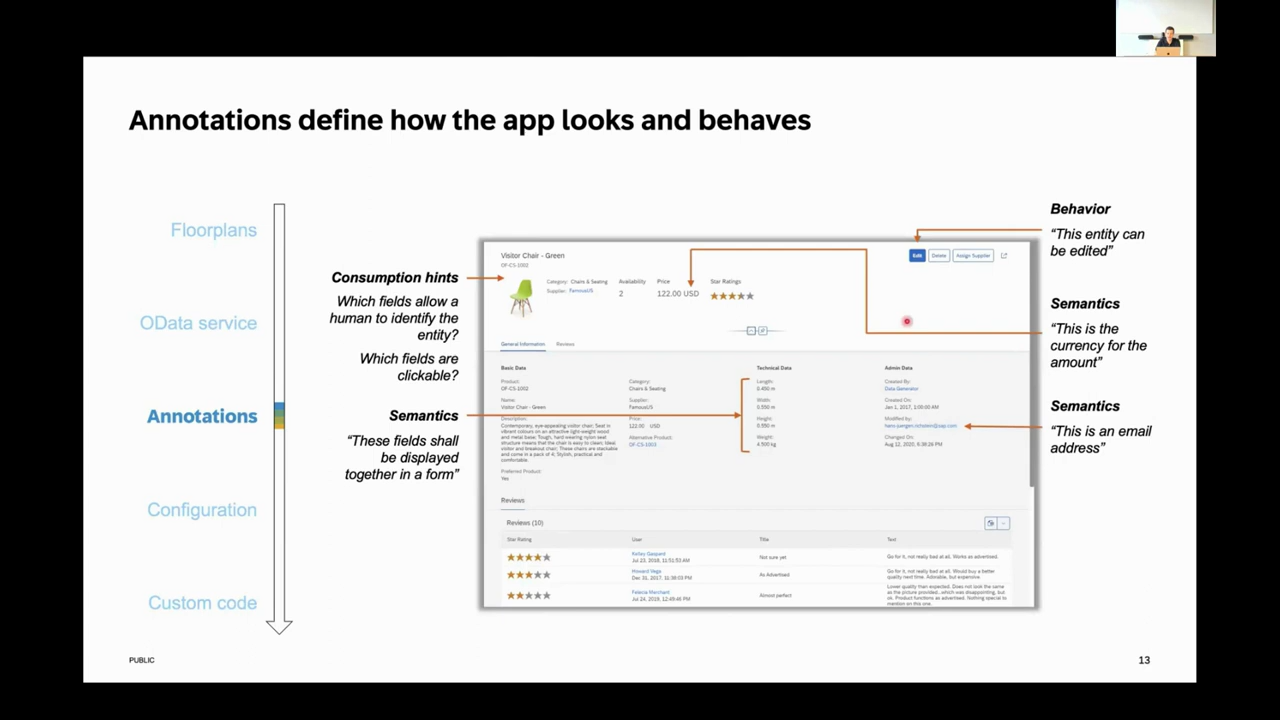 Annotations define how the app looks and behaves
Floorplans
OData service
Annotations
Configuration
Custom code
Consumption hints
Which fields allow a
human to identify the
entity?
Which fields are
clickable?
Semantics
“These fields shall
be displayed
together in a form”
Visitor Chair - Green
OF-CS-1002
Edit
Delete
Assign Supplier
Category: Chairs & Seating
Supplier: FamousUS
Availability
2
Price
122.00 USD
Star Ratings
General Information
Reviews
Basic Data
Product:
OF-CS-1002
Name:
Visitor Chair - Green
Description:
Contemporary, eye-appealing visitor chair; Seat in
vibrant colours on an attractive light-weight wood
and metal base; Tough, hard wearing nylon seat
structure means that the chair is easy to clean; Ideal
visitor and breakout chair; These chairs are stackable
and come in a pack of 4; Stylish, practical and
comfortable.
Preferred Product
Yes
Category:
Chairs & Seating
Supplier:
FamousUS
Price:
122.00 USD
Alternative Product:
OF-CS-1003
Technical Data
Length:
0.450 m
Width:
0.550 m
Height:
0.550 m
Weight:
4.500 kg
Admin Data
Created By:
Data Generator
Created On:
Jan 1, 2017, 1:00:00 AM
Modified by:
Changed On:
Aug 12, 2020, 9:38:26 PM
Reviews
Reviews (10)
Star Rating
User
Title
Text
Kelley Gaspard
Jul 23, 2018, 11:51:53 AM
Not sure yet
Go for it, not really bad at all. Works as advertised.
Howard Vega
Dec 31, 2017, 11:38:03 PM
As Advertised
Go for it, not really bad at all. Would buy a better
quality next time. Adorable, but expensive.
Felecia Merchant
Jul 24, 2019, 12:49:46 PM
Almost perfect
Lower quality than expected. Does not look the same
as the picture provided...which was disappointing, but
ok. Product functions as advertised. Nothing special to
mention on this one.
Behavior
“This entity can
be edited”
Semantics
“This is the
currency for the
amount”
Semantics
“This is an email
address”
PUBLIC
13